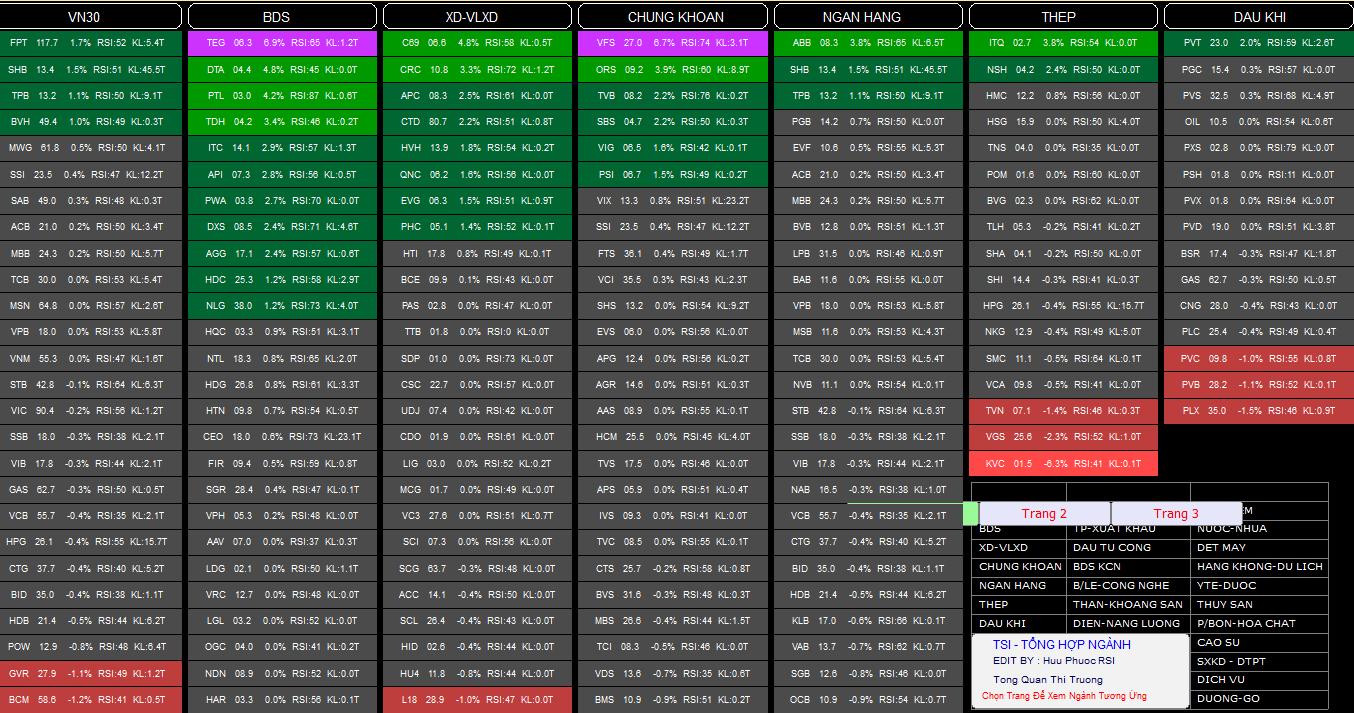 VN30 BDS XD-VLXD CHUNG KHOAN NGAN HANG THEP DAU KHI
FPT 117.7 1.7% RSI:52 KL:5.4T TEG 06.3 6.9% RSI:65 KL:1.2T C69 06.6 4.8% RSI:58 KL:0.5T VFS 27.0 6.7% RSI:74 KL:3.1T ABB 08.3 3.8% RSI:65 KL:6.5T ITQ 02.7 3.8% RSI:54 KL:0.0T PVT 23.0 2.0% RSI:59 KL:2.6T
SHB 13.4 1.5% RSI:51 KL:45.5T DTA 04.4 4.8% RSI:45 KL:0.0T CRC 10.8 3.3% RSI:72 KL:1.2T ORS 09.2 3.9% RSI:60 KL:8.9T SHB 13.4 1.5% RSI:51 KL:45.5T NSH 04.2 2.4% RSI:50 KL:0.0T PGC 15.4 0.3% RSI:57 KL:0.0T
TPB 13.2 1.1% RSI:50 KL:9.1T PTL 03.0 4.2% RSI:87 KL:0.6T APC 08.3 2.5% RSI:61 KL:0.0T TVB 08.2 2.2% RSI:76 KL:0.2T TPB 13.2 1.1% RSI:50 KL:9.1T HMC 12.2 0.8% RSI:56 KL:0.0T PVS 32.5 0.3% RSI:68 KL:4.9T
BVH 49.4 1.0% RSI:49 KL:0.3T TDH 04.2 3.4% RSI:46 KL:0.2T CTD 80.7 2.2% RSI:51 KL:0.8T SBS 04.7 2.2% RSI:50 KL:0.3T PGB 14.2 0.7% RSI:50 KL:0.0T HSG 15.9 0.0% RSI:50 KL:4.0T OIL 10.5 0.0% RSI:54 KL:0.6T
MWG 61.8 0.5% RSI:50 KL:4.1T ITC 14.1 2.9% RSI:57 KL:1.3T HVH 13.9 1.8% RSI:54 KL:0.2T VIG 06.5 1.6% RSI:42 KL:0.1T EVF 10.6 0.5% RSI:55 KL:5.3T TNS 04.0 0.0% RSI:35 KL:0.0T PXS 02.8 0.0% RSI:79 KL:0.0T
SSI 23.5 0.4% RSI:47 KL:12.2T API 07.3 2.8% RSI:56 KL:0.5T QNC 06.2 1.6% RSI:56 KL:0.0T PSI 06.7 1.5% RSI:49 KL:0.2T ACB 21.0 0.2% RSI:50 KL:3.4T POM 01.6 0.0% RSI:60 KL:0.0T PSH 01.8 0.0% RSI:11 KL:0.0T
SAB 49.0 0.3% RSI:48 KL:0.3T PWA 03.8 2.7% RSI:70 KL:0.0T EVG 06.3 1.5% RSI:51 KL:0.9T VIX 13.3 0.8% RSI:51 KL:23.2T MBB 24.3 0.2% RSI:50 KL:5.7T BVG 02.3 0.0% RSI:62 KL:0.0T PVX 01.8 0.0% RSI:64 KL:0.0T
ACB 21.0 0.2% RSI:50 KL:3.4T DXS 08.5 2.4% RSI:71 KL:4.6T PHC 05.1 1.4% RSI:52 KL:0.1T SSI 23.5 0.4% RSI:47 KL:12.2T BVB 12.8 0.0% RSI:51 KL:1.3T TLH 05.3 -0.2% RSI:41 KL:0.2T PVD 19.0 0.0% RSI:51 KL:3.8T
MBB 24.3 0.2% RSI:50 KL:5.7T AGG 17.1 2.4% RSI:57 KL:0.6T HTI 17.8 0.8% RSI:49 KL:0.1T FTS 36.1 0.4% RSI:49 KL:1.7T LPB 31.5 0.0% RSI:46 KL:0.9T SHA 04.1 -0.2% RSI:50 KL:0.0T BSR 17.4 -0.3% RSI:47 KL:1.8T
TCB 30.0 0.0% RSI:53 KL:5.4T HDC 25.3 1.2% RSI:58 KL:2.9T BCE 09.9 0.1% RSI:43 KL:0.0T VCI 35.5 0.3% RSI:43 KL:2.3T BAB 11.6 0.0% RSI:55 KL:0.0T SHI 14.4 -0.3% RSI:41 KL:0.0T GAS 62.7 -0.3% RSI:50 KL:0.5T
MSN 64.8 0.0% RSI:57 KL:2.6T NLG 38.0 1.2% RSI:73 KL:4.0T PAS 02.8 0.0% RSI:47 KL:0.0T SHS 13.2 0.0% RSI:54 KL:9.2T VPB 18.0 0.0% RSI:53 KL:5.8T HPG 26.1 -0.4% RSI:55 KL:15.7T CNG 28.0 -0.4% RSI:43 KL:0.0T
VPB 18.0 0.0% RSI:53 KL:5.8T HQC 03.3 0.9% RSI:51 KL:3.1T TTB 01.8 0.0% RSI:0 KL:0.0T EVS 06.0 0.0% RSI:56 KL:0.0T MSB 11.6 0.0% RSI:53 KL:4.3T NKG 12.9 -0.4% RSI:49 KL:5.0T PLC 25.4 -0.4% RSI:49 KL:0.4T
VNM 55.3 0.0% RSI:47 KL:1.6T NTL 18.3 0.8% RSI:65 KL:2.0T SDP 01.0 0.0% RSI:73 KL:0.0T APG 12.4 0.0% RSI:56 KL:0.2T TCB 30.0 0.0% RSI:53 KL:5.4T SMC 11.1 -0.5% RSI:64 KL:0.1T PVC 09.8 -1.0% RSI:55 KL:0.8T
STB 42.8 -0.1% RSI:64 KL:6.3T HDG 26.8 0.8% RSI:61 KL:3.3T CSC 22.7 0.0% RSI:57 KL:0.0T AGR 14.6 0.0% RSI:51 KL:0.3T NVB 11.1 0.0% RSI:54 KL:0.1T VCA 09.8 -0.5% RSI:41 KL:0.0T PVB 28.2 -1.1% RSI:52 KL:0.1T
VIC 90.4 -0.2% RSI:56 KL:1.2T HTN 09.8 0.7% RSI:54 KL:0.5T UDJ 07.4 0.0% RSI:42 KL:0.0T AAS 08.9 0.0% RSI:55 KL:0.1T STB 42.8 -0.1% RSI:64 KL:6.3T TVN 07.1 -1.4% RSI:46 KL:0.3T PLX 35.0 -1.5% RSI:46 KL:0.9T
SSB 18.0 -0.3% RSI:38 KL:2.1T CEO 18.0 0.6% RSI:73 KL:23.1T CDO 01.9 0.0% RSI:61 KL:0.0T HCM 25.5 0.0% RSI:45 KL:4.0T SSB 18.0 -0.3% RSI:38 KL:2.1T VGS 25.6 -2.3% RSI:52 KL:1.0T
VIB 17.8 -0.3% RSI:44 KL:2.1T FIR 09.4 0.5% RSI:59 KL:0.8T LIG 03.0 0.0% RSI:52 KL:0.2T TVS 17.5 0.0% RSI:46 KL:0.0T VIB 17.8 -0.3% RSI:44 KL:2.1T KVC 01.5 -6.3% RSI:41 KL:0.1T
GAS 62.7 -0.3% RSI:50 KL:0.5T SGR 28.4 0.4% RSI:47 KL:0.1T MCG 01.7 0.0% RSI:49 KL:0.0T APS 05.9 0.0% RSI:51 KL:0.4T NAB 16.5 -0.3% RSI:38 KL:1.0T
VCB 55.7 -0.4% RSI:35 KL:2.1T VPH 05.3 0.2% RSI:48 KL:0.0T VC3 27.6 0.0% RSI:51 KL:0.7T IVS 09.3 0.0% RSI:41 KL:0.0T VCB 55.7 -0.4% RSI:35 KL:2.1T Trang 2 Trang 3 EM
BDS TP-XUAT KHAU NUOC-NHUA
HPG 26.1 -0.4% RSI:55 KL:15.7T AAV 07.0 0.0% RSI:37 KL:0.3T SCI 07.3 0.0% RSI:56 KL:0.0T TVC 08.5 0.0% RSI:55 KL:0.1T CTG 37.7 -0.4% RSI:40 KL:5.2T XD-VLXD DAU TU CONG DET MAY
CTG 37.7 -0.4% RSI:40 KL:5.2T LDG 02.1 0.0% RSI:50 KL:1.1T SCG 63.7 -0.3% RSI:48 KL:0.0T CTS 25.7 -0.2% RSI:58 KL:0.8T BID 35.0 -0.4% RSI:38 KL:1.1T CHUNG KHOAN BDS KCN HANG KHONG-DU LICH
BID 35.0 -0.4% RSI:38 KL:1.1T VRC 12.7 0.0% RSI:48 KL:0.0T ACC 14.1 -0.4% RSI:50 KL:0.0T BVS 31.6 -0.3% RSI:48 KL:0.3T HDB 21.4 -0.5% RSI:44 KL:6.2T NGAN HANG B/LE-CONG NGHE YTE-DUOC
THEP THAN-KHOANG SAN THUY SAN
HDB 21.4 -0.5% RSI:44 KL:6.2T LGL 03.2 0.0% RSI:52 KL:0.0T SCL 26.4 -0.4% RSI:43 KL:0.0T MBS 26.6 -0.4% RSI:44 KL:1.5T KLB 17.0 -0.6% RSI:66 KL:0.1T DAU KHI DIEN-NANG LUONG P/BON-HOA CHAT
POW 12.9 -0.8% RSI:48 KL:6.4T OGC 04.0 0.0% RSI:41 KL:0.2T HID 02.6 -0.4% RSI:44 KL:0.0T TCI 08.3 -0.5% RSI:46 KL:0.0T VAB 13.7 -0.7% RSI:62 KL:0.7T TSI - TỔNG HỢP NGÀNH CAO SU
EDIT BY : Huu Phuoc RSI SXKD - DTPT
GVR 27.9 -1.1% RSI:49 KL:1.2T NDN 08.9 0.0% RSI:52 KL:0.0T HU4 11.8 -0.8% RSI:44 KL:0.0T VDS 13.6 -0.7% RSI:35 KL:0.2T SGB 12.6 -0.8% RSI:46 KL:0.0T Tong Quan Thi Truong DICH VU
BCM 58.6 -1.2% RSI:41 KL:0.5T HAR 03.3 0.0% RSI:56 KL:0.1T L18 28.9 -1.0% RSI:47 KL:0.0T BMS 10.9 -0.9% RSI:51 KL:0.2T OCB 10.9 -0.9% RSI:54 KL:0.7T Chọn Trang Để Xem Ngành Tương Ứng DUONG-GO